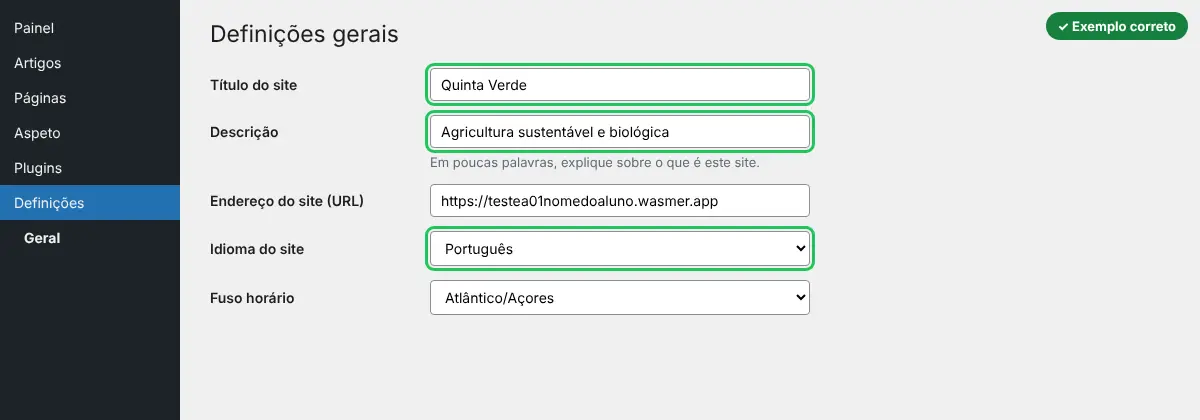 Painel
Artigos
Páginas
Aspeto
Plugins
Definições
Geral
Definições gerais
✓ Exemplo correto
Título do site
Quinta Verde
Descrição
Agricultura sustentável e biológica
Em poucas palavras, explique sobre o que é este site.
Endereço do site (URL)
https://testea01nomedoaluno.wasmer.app
Idioma do site
Português
Fuso horário
Atlântico/Açores